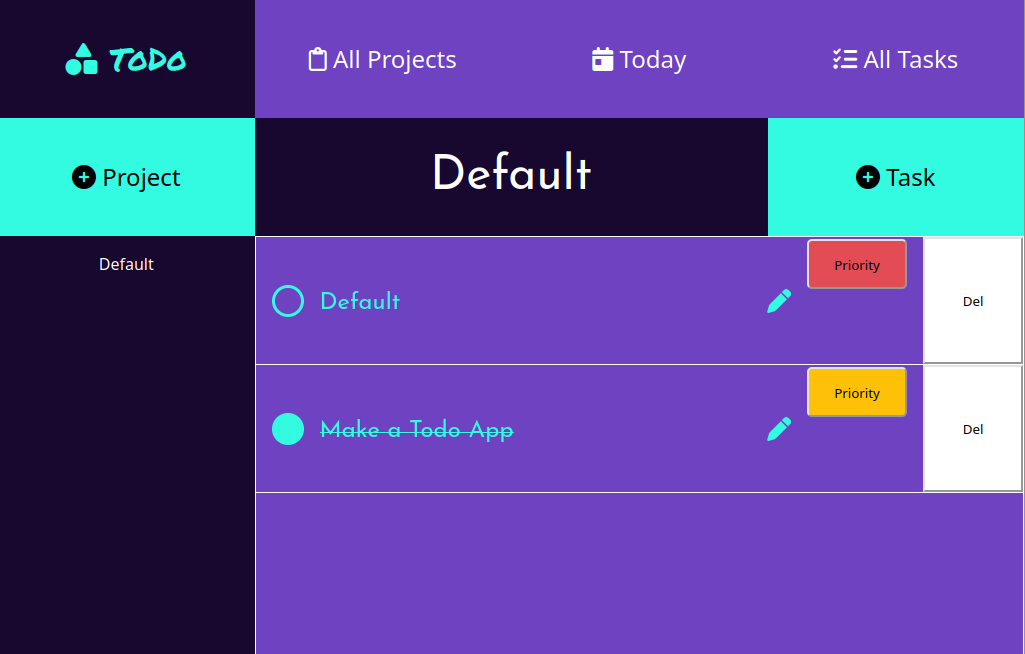 TODO
All Projects
Today
All Tasks
Project
Default
Task
Default
Default
Priority
Del
Make a Todo App
Priority
Del